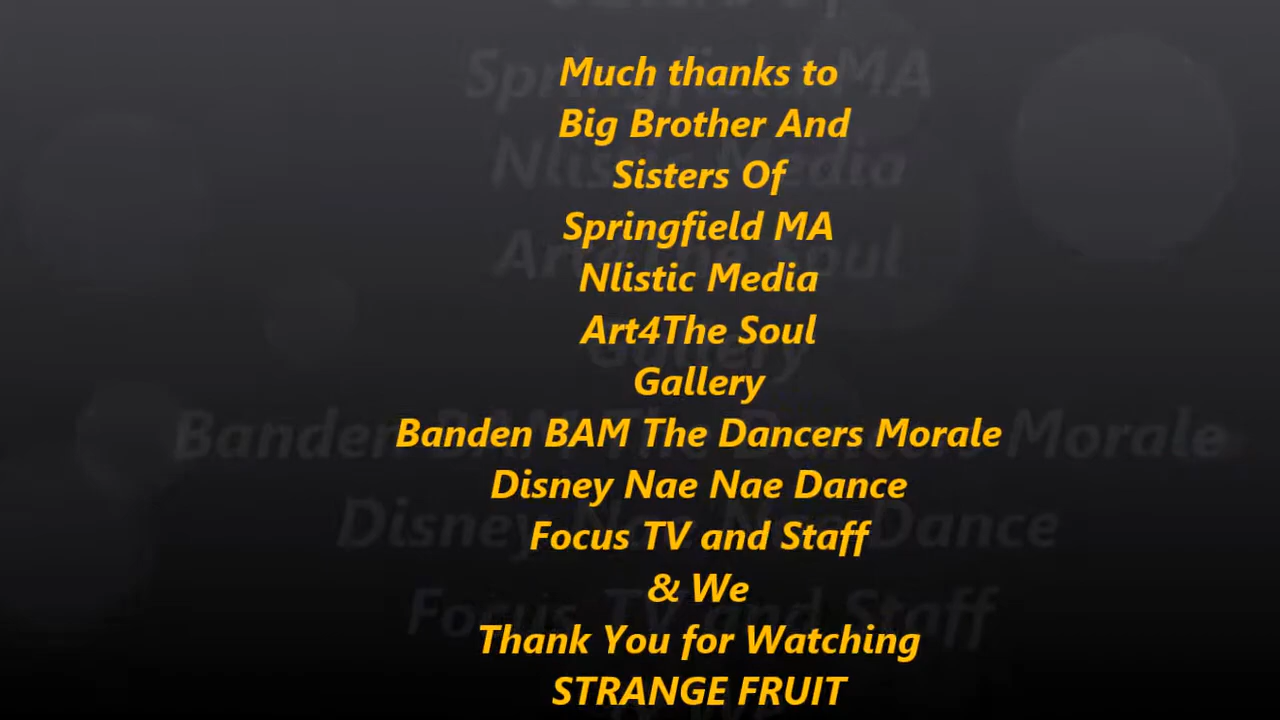 Much thanks to
Big Brother And
Sisters Of
Springfield MA
Nlistic Media
Art4The Soul
Gallery
Banden BAM The Dancers Morale
Disney Nae Nae Dance
Focus TV and Staff
& We
Thank You for Watching
STRANGE FRUIT